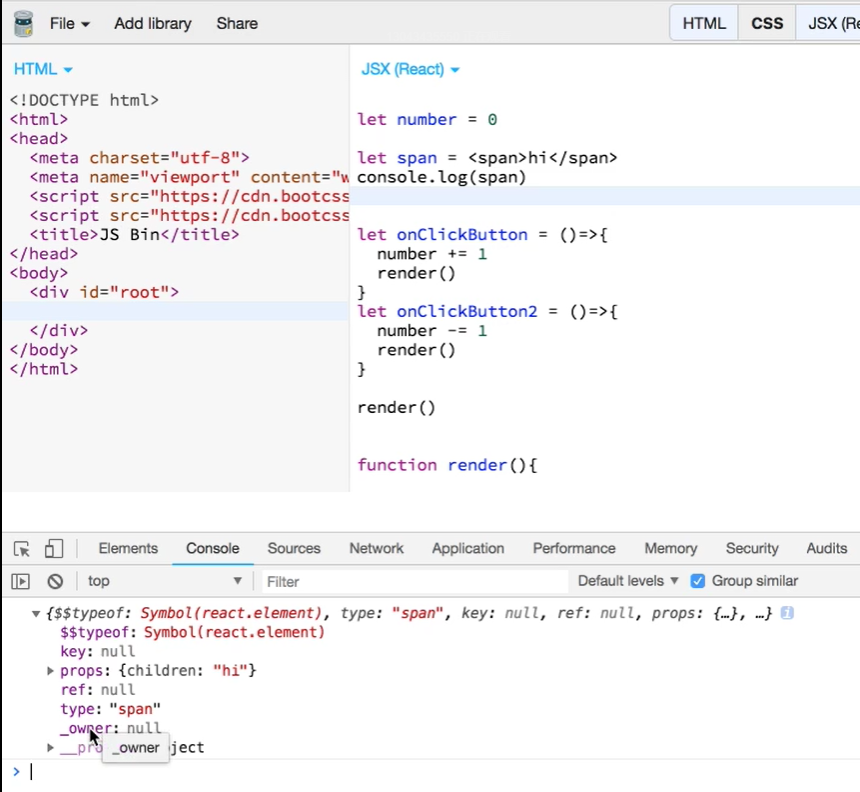 File Add library Share HTML CSS JSX (Re
HTML
<!DOCTYPE html>
<html>
<head>
<meta charset="utf-8">
<meta name="viewport" content="w
<script src="https://cdn.bootcss
<script src="https://cdn.bootcss
<title>JS Bin</title>
</head>
<body>
<div id="root">
</div>
</body>
</html>
JSX (React)
let number = 0
let span = <span>hi</span>
console.log(span)
let onClickButton = ()=>{
number += 1
render()
}
let onClickButton2 = ()=>{
number -= 1
render()
}
render()
function render(){
Elements Console Sources Network Application Performance Memory Security Audits
top Filter Default levels Group similar
{$$typeof: Symbol(react.element), type: "span", key: null, ref: null, props: {…}, …}
$$typeof: Symbol(react.element)
key: null
props: {children: "hi"}
ref: null
type: "span"
_owner: null
__pro _owner ject
>